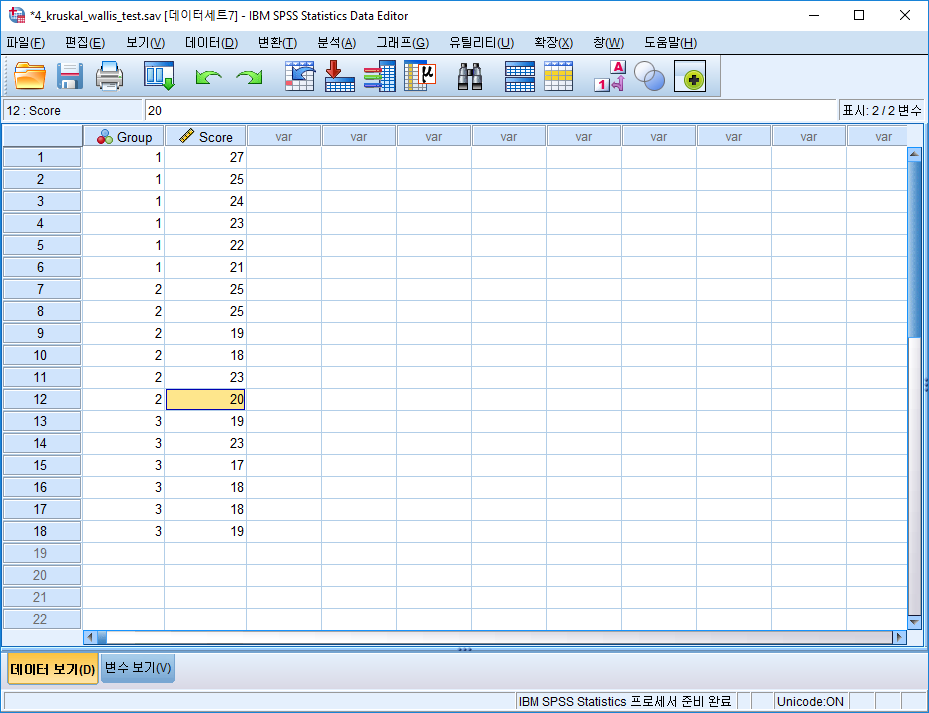 *4_kruskal_wallis_test.sav [데이터세트7] - IBM SPSS Statistics Data Editor
파일(F) 편집(E) 보기(V) 데이터(D) 변환(T) 분석(A) 그래프(G) 유틸리티(U) 확장(X) 창(W) 도움말(H)
12 : Score 20 표시: 2 / 2 변수
Group Score var var var var var var var var var
1 1 27
2 1 25
3 1 24
4 1 23
5 1 22
6 1 21
7 2 25
8 2 25
9 2 19
10 2 18
11 2 23
12 2 20
13 3 19
14 3 23
15 3 17
16 3 18
17 3 18
18 3 19
19
20
21
22
데이터 보기(D) 변수 보기(V)
IBM SPSS Statistics 프로세서 준비 완료 Unicode:ON